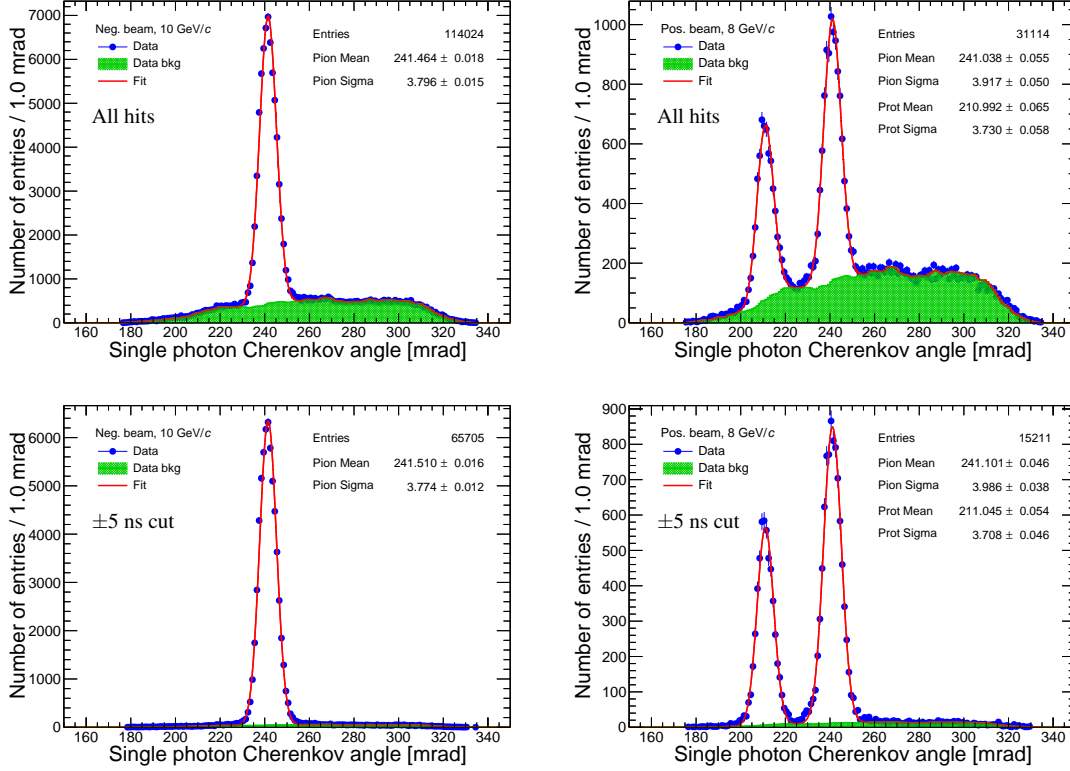 Number of entries / 1.0 mrad
7000
6000
5000
4000
3000
2000
1000
0
Neg. beam, 10 GeV/c
Data
Data bkg
Fit
All hits
Entries 114024
Pion Mean 241.464 ± 0.018
Pion Sigma 3.796 ± 0.015
160 180 200 220 240 260 280 300 320 340
Single photon Cherenkov angle [mrad]
Number of entries / 1.0 mrad
1000
800
600
400
200
0
Pos. beam, 8 GeV/c
Data
Data bkg
Fit
All hits
Entries 31114
Pion Mean 241.038 ± 0.055
Pion Sigma 3.917 ± 0.050
Prot Mean 210.992 ± 0.065
Prot Sigma 3.730 ± 0.058
160 180 200 220 240 260 280 300 320 340
Single photon Cherenkov angle [mrad]
Number of entries / 1.0 mrad
6000
5000
4000
3000
2000
1000
0
Neg. beam, 10 GeV/c
Data
Data bkg
Fit
±5 ns cut
Entries 65705
Pion Mean 241.510 ± 0.016
Pion Sigma 3.774 ± 0.012
160 180 200 220 240 260 280 300 320 340
Single photon Cherenkov angle [mrad]
Number of entries / 1.0 mrad
900
800
700
600
500
400
300
200
100
0
Pos. beam, 8 GeV/c
Data
Data bkg
Fit
±5 ns cut
Entries 15211
Pion Mean 241.101 ± 0.046
Pion Sigma 3.986 ± 0.038
Prot Mean 211.045 ± 0.054
Prot Sigma 3.708 ± 0.046
160 180 200 220 240 260 280 300 320 340
Single photon Cherenkov angle [mrad]